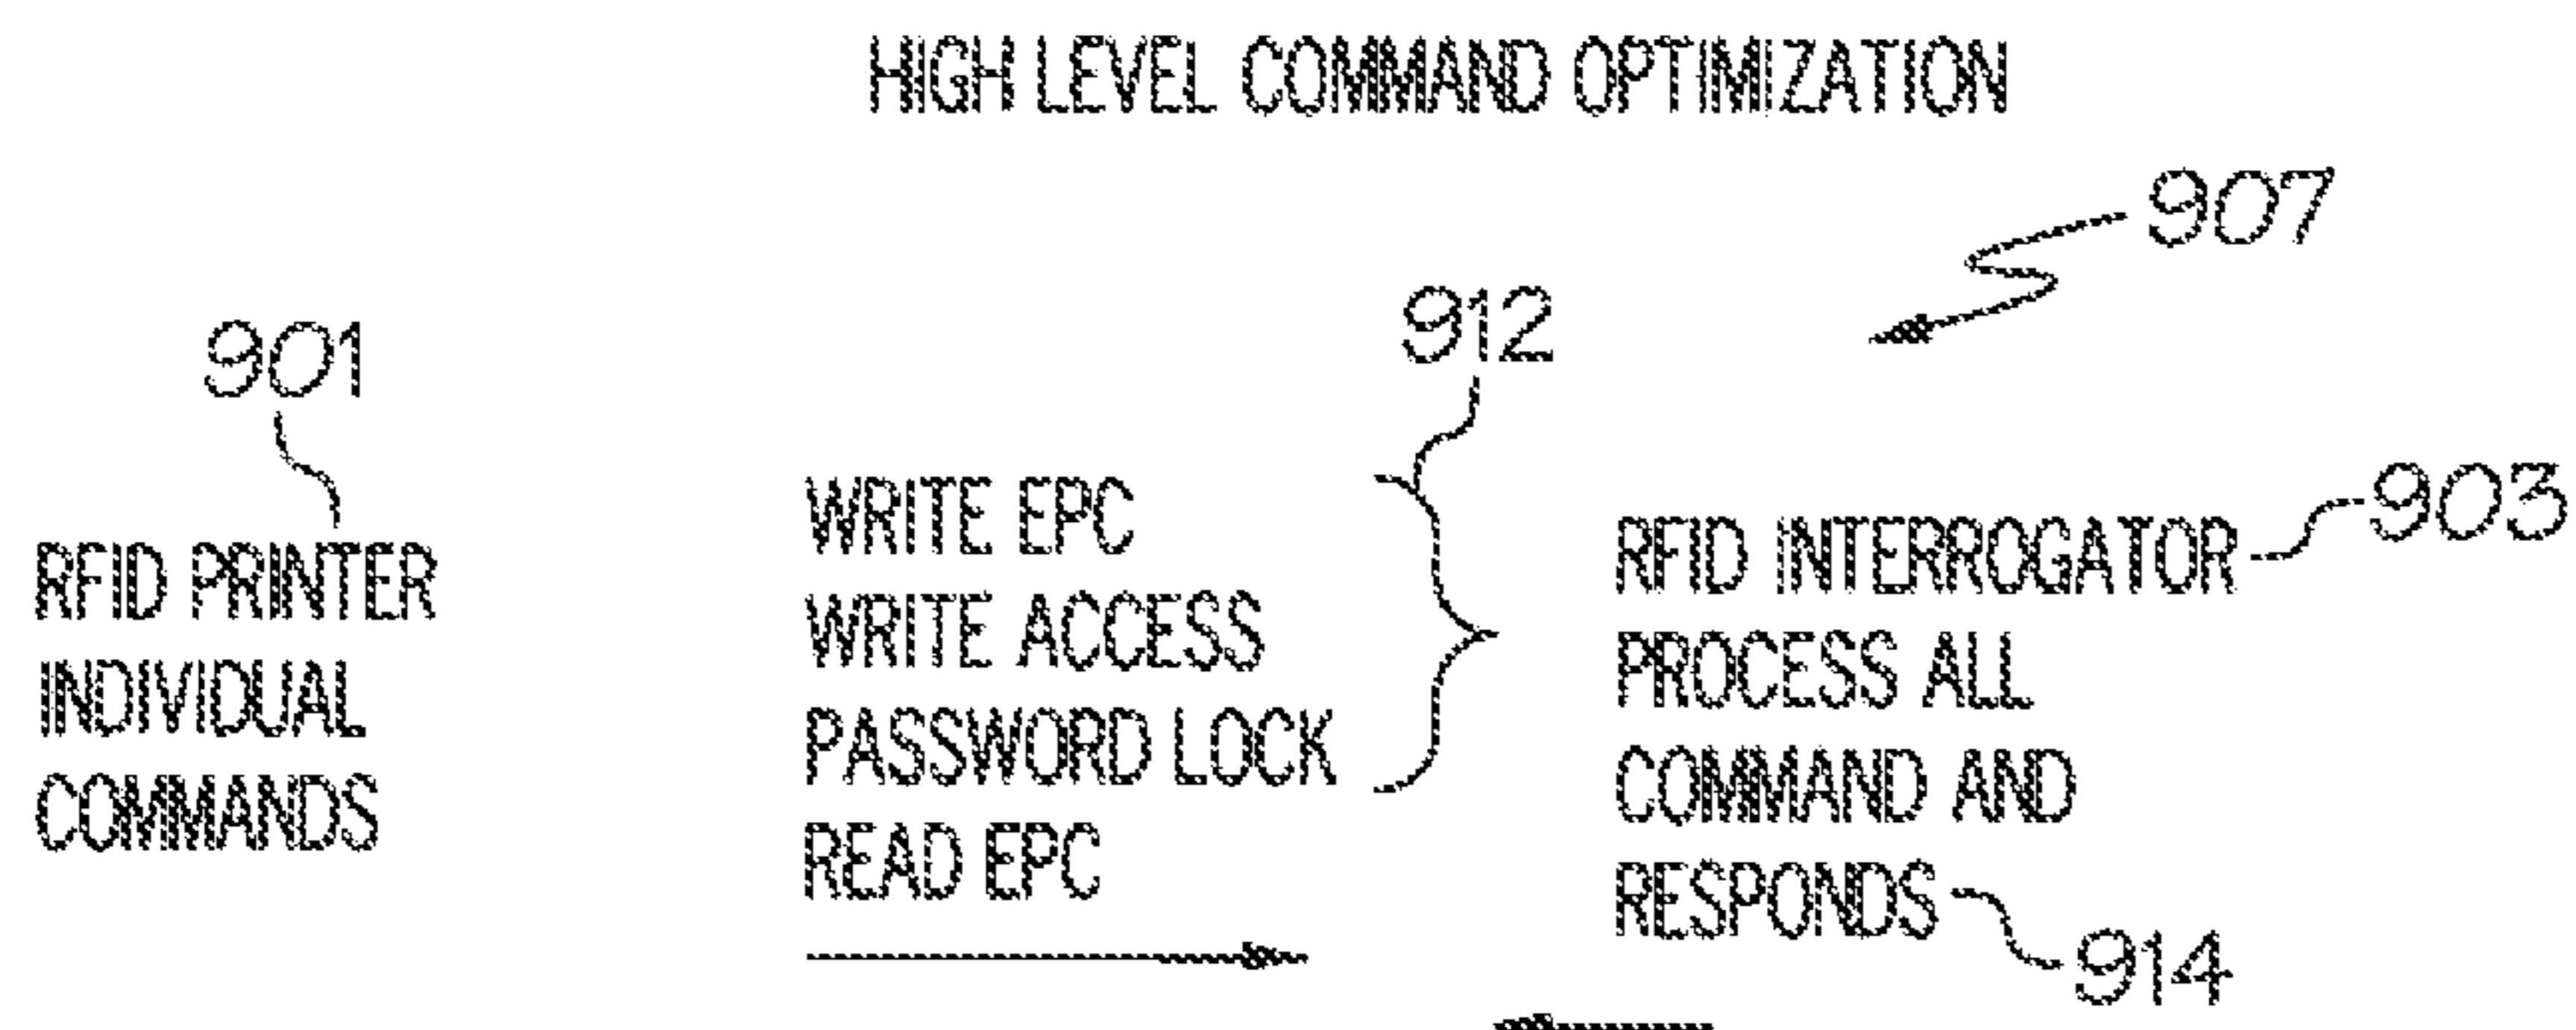 HIGH LEVEL COMMAND OPTIMIZATION
907
912
901
903
RFID PRINTER
INDIVIDUAL
COMMANDS
WRITE EPC
WRITE ACCESS
PASSWORD LOCK
READ EPC
RFID INTERROGATOR
PROCESS ALL
COMMAND AND
RESPONDS
914